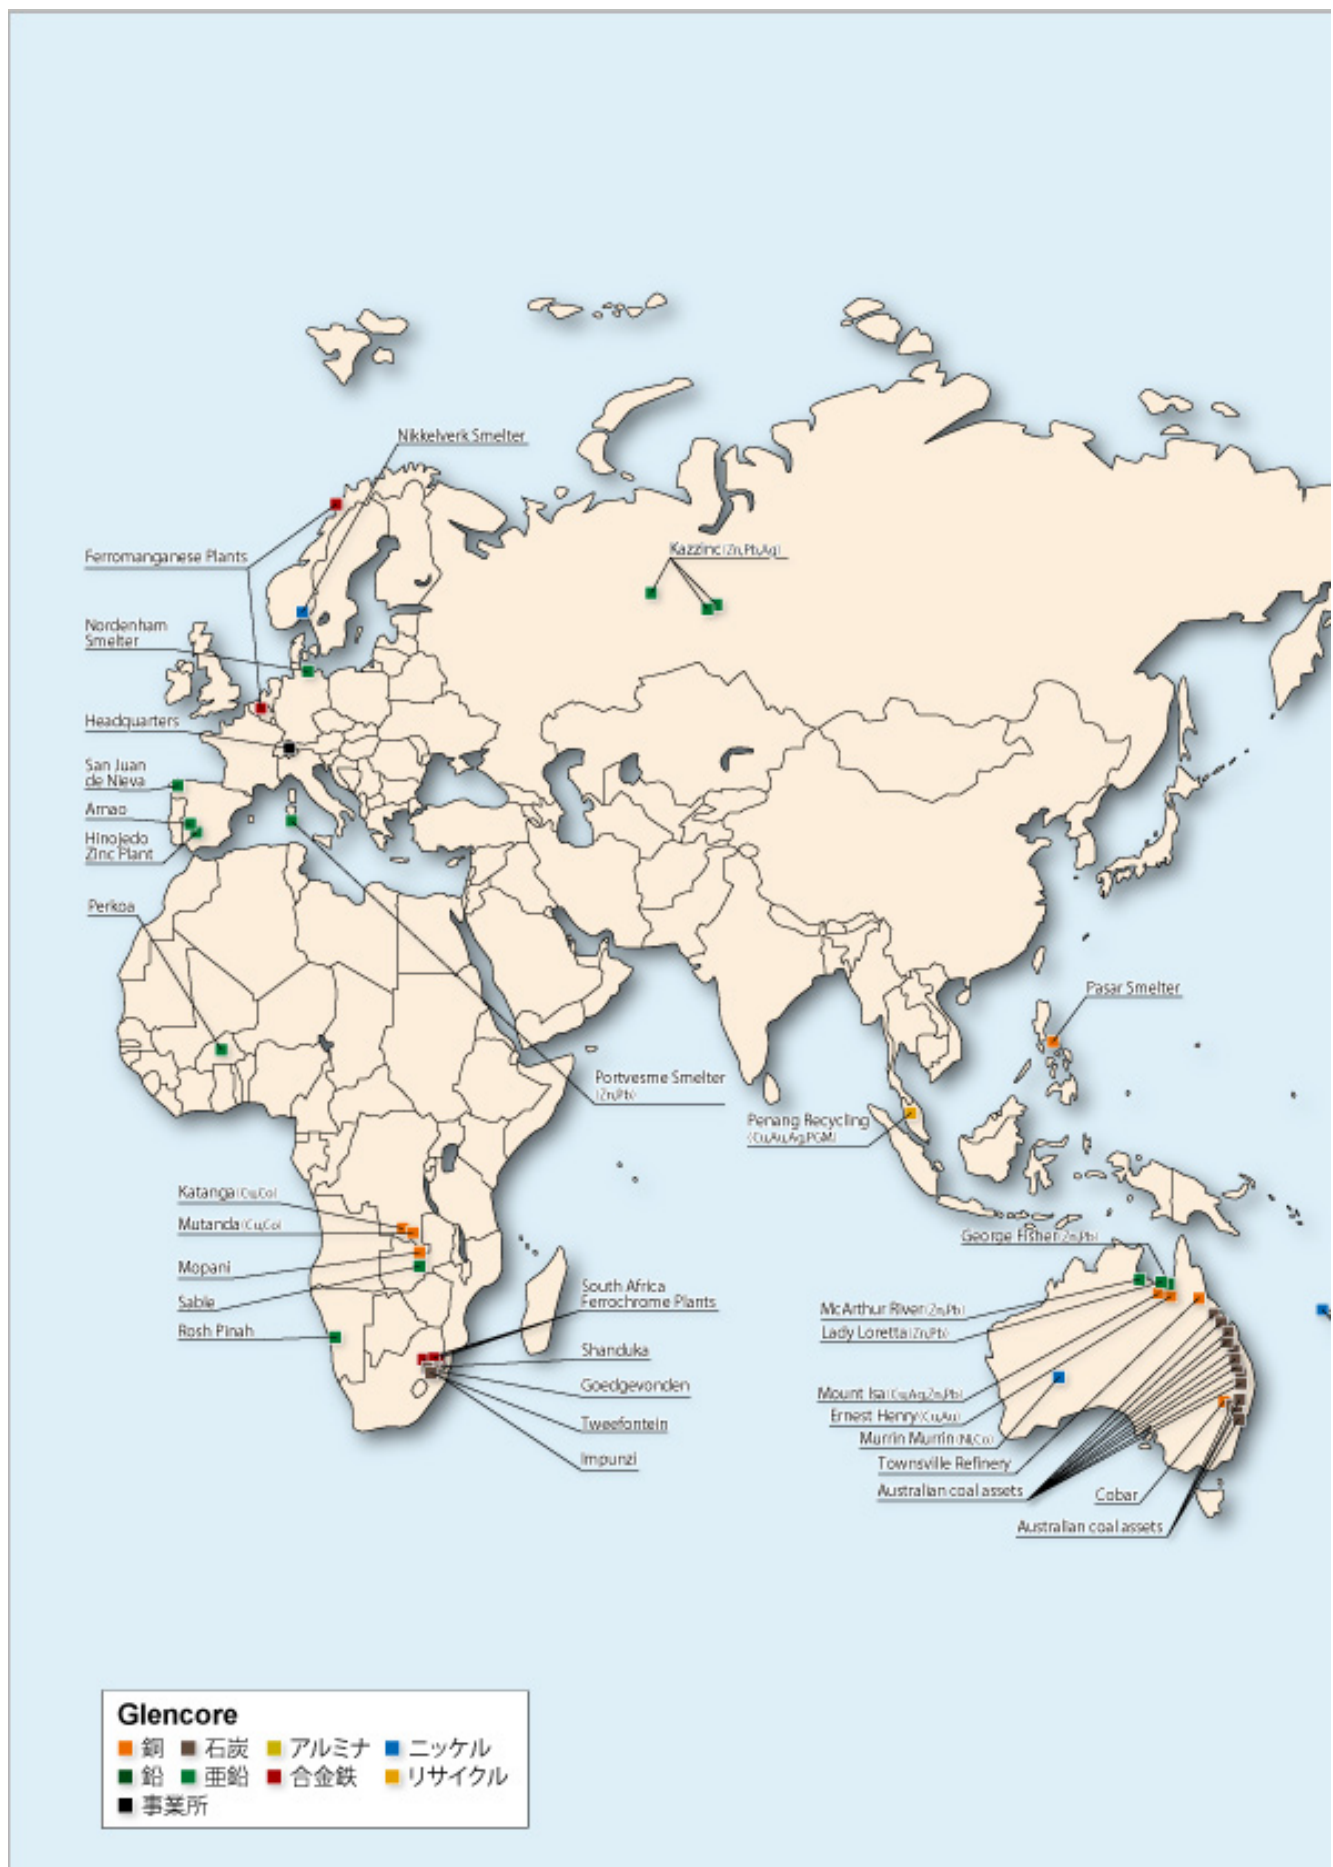 Nikkelverk Smelter
Ferromanganese Plants
Kazzinc (Zn,Pb,Ag)
Nordenham
Smelter
Headquarters
San Juan
de Nieva
Arnao
Hinojedo
Zinc Plant
Perkoa
Pasar Smelter
Portvesme Smelter
(Zn,Pb)
Penang Recycling
(Cu,Au,Ag,PGM)
Katanga (Cu,Co)
Mutanda (Cu,Co)
George Fisher (Zn,Pb)
Mopani
South Africa
Ferrochrome Plants
Sable
McArthur River (Zn,Pb)
Rosh Pinah
Lady Loretta (Zn,Pb)
Shanduka
Goedgevonden
Mount Isa (Cu,Ag,Zn,Pb)
Ernest Henry (Cu,Au)
Tweefontein
Murrin Murrin (Ni,Co)
Impunzi
Townsville Refinery
Australian coal assets
Cobar
Australian coal assets
Glencore
銅 石炭 アルミナ ニッケル
鉛 亜鉛 合金鉄 リサイクル
事業所